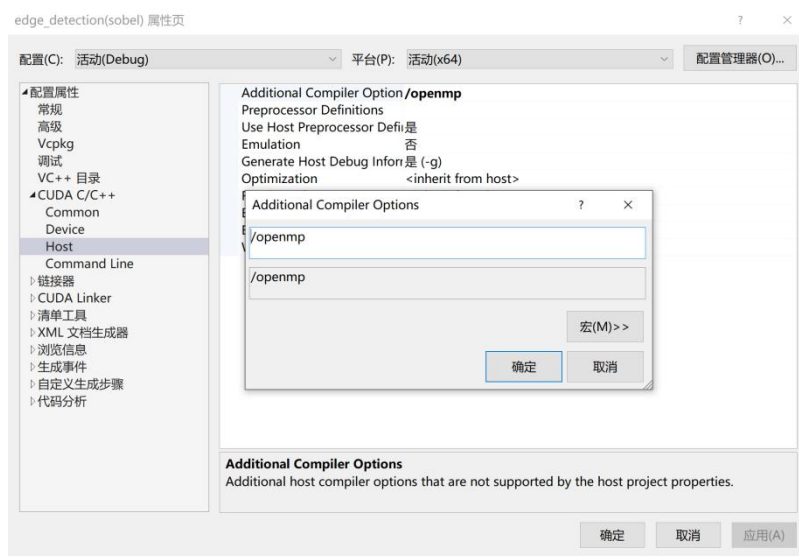 edge_detection(sobel) 属性页
配置(C): 活动(Debug) 平台(P): 活动(x64) 配置管理器(O)...
配置属性
常规
高级
Vcpkg
调试
VC++ 目录
CUDA C/C++
Common
Device
Host
Command Line
链接器
CUDA Linker
清单工具
XML 文档生成器
浏览信息
生成事件
自定义生成步骤
代码分析
Additional Compiler Option /openmp
Preprocessor Definitions
Use Host Preprocessor Defi 是
Emulation 否
Generate Host Debug Inforr 是 (-g)
Optimization <inherit from host>
Additional Compiler Options
/openmp
/openmp
宏(M)>>
确定 取消
Additional Compiler Options
Additional host compiler options that are not supported by the host project properties.
确定 取消 应用(A)